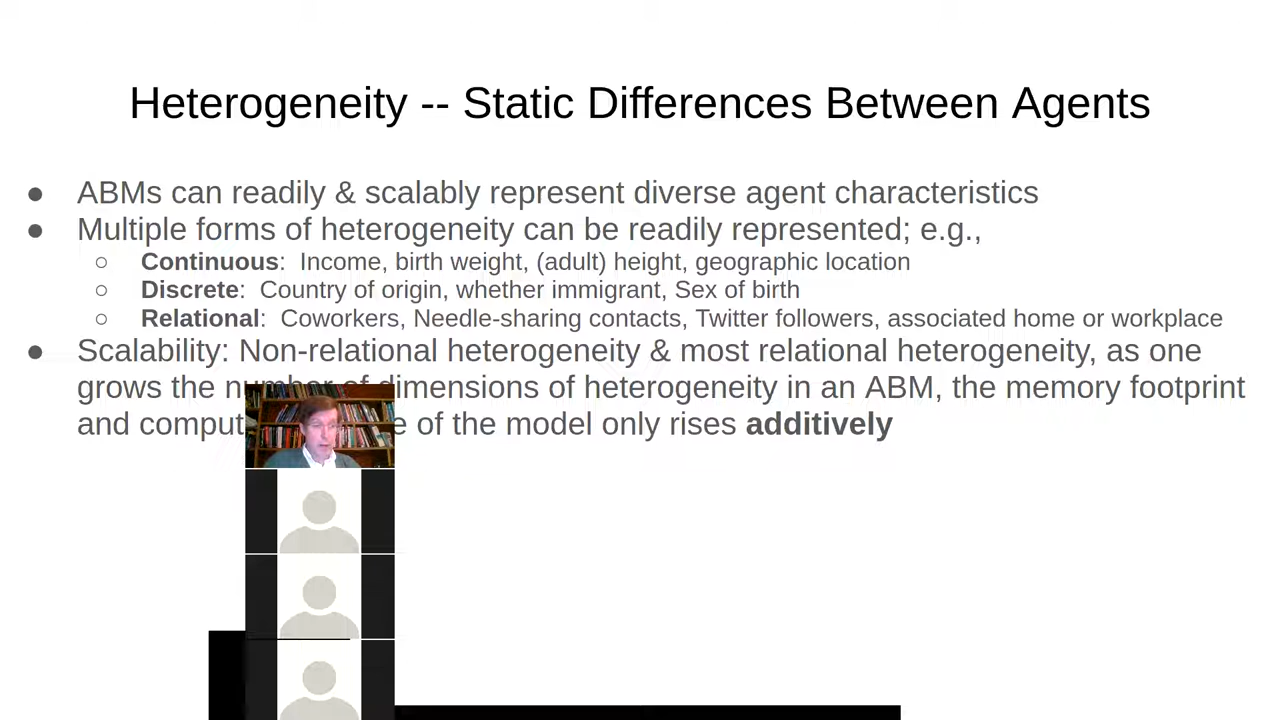 Heterogeneity -- Static Differences Between Agents
● ABMs can readily & scalably represent diverse agent characteristics
● Multiple forms of heterogeneity can be readily represented; e.g.,
○ Continuous: Income, birth weight, (adult) height, geographic location
○ Discrete: Country of origin, whether immigrant, Sex of birth
○ Relational: Coworkers, Needle-sharing contacts, Twitter followers, associated home or workplace
● Scalability: Non-relational heterogeneity & most relational heterogeneity, as one
grows the number of dimensions of heterogeneity in an ABM, the memory footprint
and of the model only rises additively